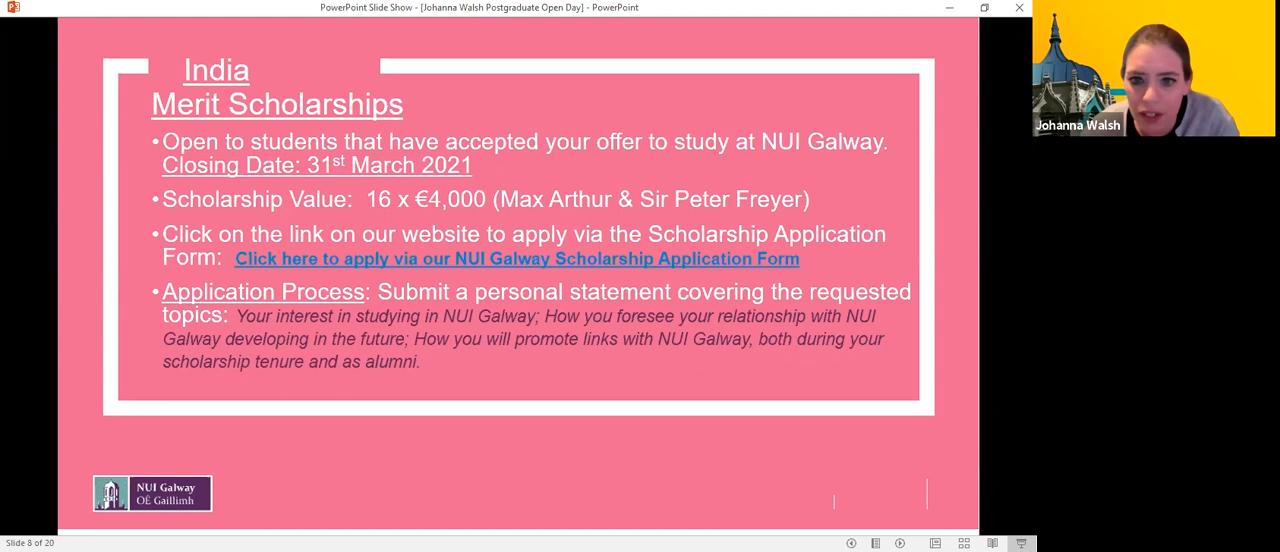 PowerPoint Slide Show - [Johanna Walsh Postgraduate Open Day] - PowerPoint
India
Merit Scholarships
•Open to students that have accepted your offer to study at NUI Galway.
Closing Date: 31st March 2021
•Scholarship Value: 16 x €4,000 (Max Arthur & Sir Peter Freyer)
•Click on the link on our website to apply via the Scholarship Application
Form: Click here to apply via our NUI Galway Scholarship Application Form
•Application Process: Submit a personal statement covering the requested
topics: Your interest in studying in NUI Galway; How you foresee your relationship with NUI
Galway developing in the future; How you will promote links with NUI Galway, both during your
scholarship tenure and as alumni.
NUI Galway
OÉ Gaillimh
Slide 8 of 20
Johanna Walsh